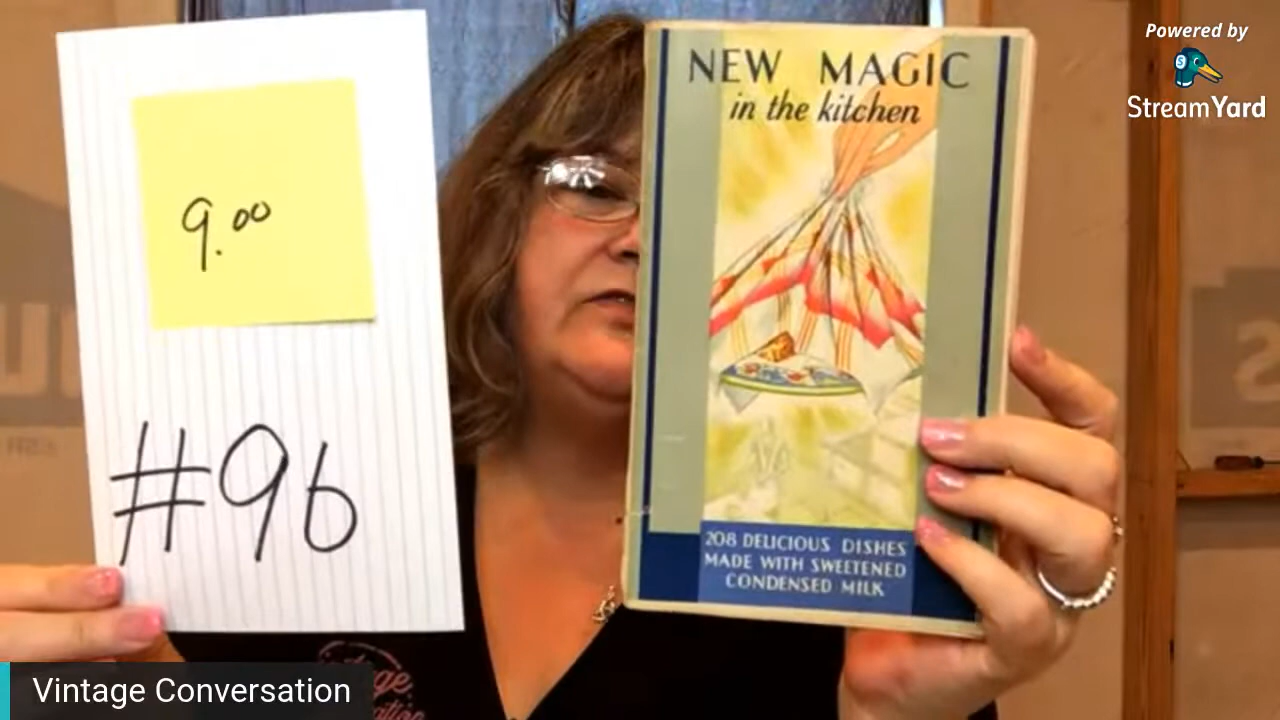 9.00
#96
NEW MAGIC
in the kitchen
208 DELICIOUS DISHES
MADE WITH SWEETENED
CONDENSED MILK
Powered by
StreamYard
Vintage Conversation